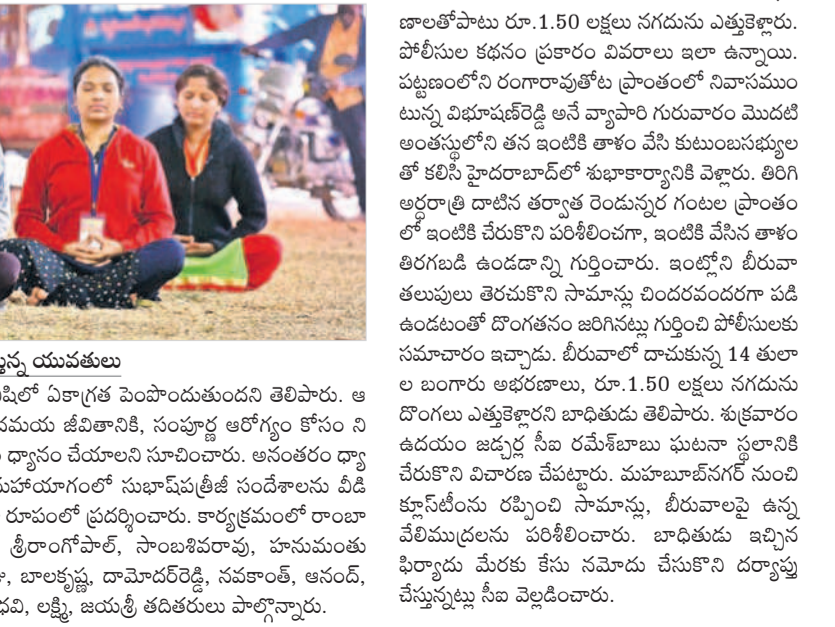 తున్న యువతులు
షిలో ఏకాగ్రత పెంపొందుతుందని తెలిపారు. ఆ
దమయ జీవితానికి, సంపూర్ణ ఆరోగ్యం కోసం ని
ధ్యానం చేయాలని సూచించారు. అనంతరం ధ్యా
మహాయాగంలో సుభాష్‌పత్రీజీ సందేశాలను వీడి
రూపంలో ప్రదర్శించారు. కార్యక్రమంలో రాంబా
శ్రీరాంగోపాల్, సాంబశివరావు, హనుమంతు
బాలకృష్ణ, దామోదర్‌రెడ్డి, నవకాంత్, ఆనంద్,
ధవి, లక్ష్మి, జయశ్రీ తదితరులు పాల్గొన్నారు.
ణాలతోపాటు రూ.1.50 లక్షలు నగదును ఎత్తుకెళ్లారు.
పోలీసుల కథనం ప్రకారం వివరాలు ఇలా ఉన్నాయి.
పట్టణంలోని రంగారావుతోట ప్రాంతంలో నివాసముం
టున్న విభూషణ్‌రెడ్డి అనే వ్యాపారి గురువారం మొదటి
అంతస్థులోని తన ఇంటికి తాళం వేసి కుటుంబసభ్యుల
తో కలిసి హైదరాబాద్‌లో శుభాకార్యానికి వెళ్లారు. తిరిగి
అర్ధరాత్రి దాటిన తర్వాత రెండున్నర గంటల ప్రాంతం
లో ఇంటికి చేరుకొని పరిశీలించగా, ఇంటికి వేసిన తాళం
తిరగబడి ఉండడాన్ని గుర్తించారు. ఇంట్లోని బీరువా
తలుపులు తెరచుకొని సామాన్లు చిందరవందరగా పడి
ఉండటంతో దొంగతనం జరిగినట్లు గుర్తించి పోలీసులకు
సమాచారం ఇచ్చాడు. బీరువాలో దాచుకున్న 14 తులా
ల బంగారు అభరణాలు, రూ.1.50 లక్షలు నగదును
దొంగలు ఎత్తుకెళ్లారని బాధితుడు తెలిపారు. శుక్రవారం
ఉదయం జడ్చర్ల సీఐ రమేశ్‌బాబు ఘటనా స్థలానికి
చేరుకొని విచారణ చేపట్టారు. మహబూబ్‌నగర్ నుంచి
క్లూస్‌టీంను రప్పించి సామాన్లు, బీరువాలపై ఉన్న
వేలిముద్రలను పరిశీలించారు. బాధితుడు ఇచ్చిన
ఫిర్యాదు మేరకు కేసు నమోదు చేసుకొని దర్యాప్తు
చేస్తున్నట్లు సీఐ వెల్లడించారు.